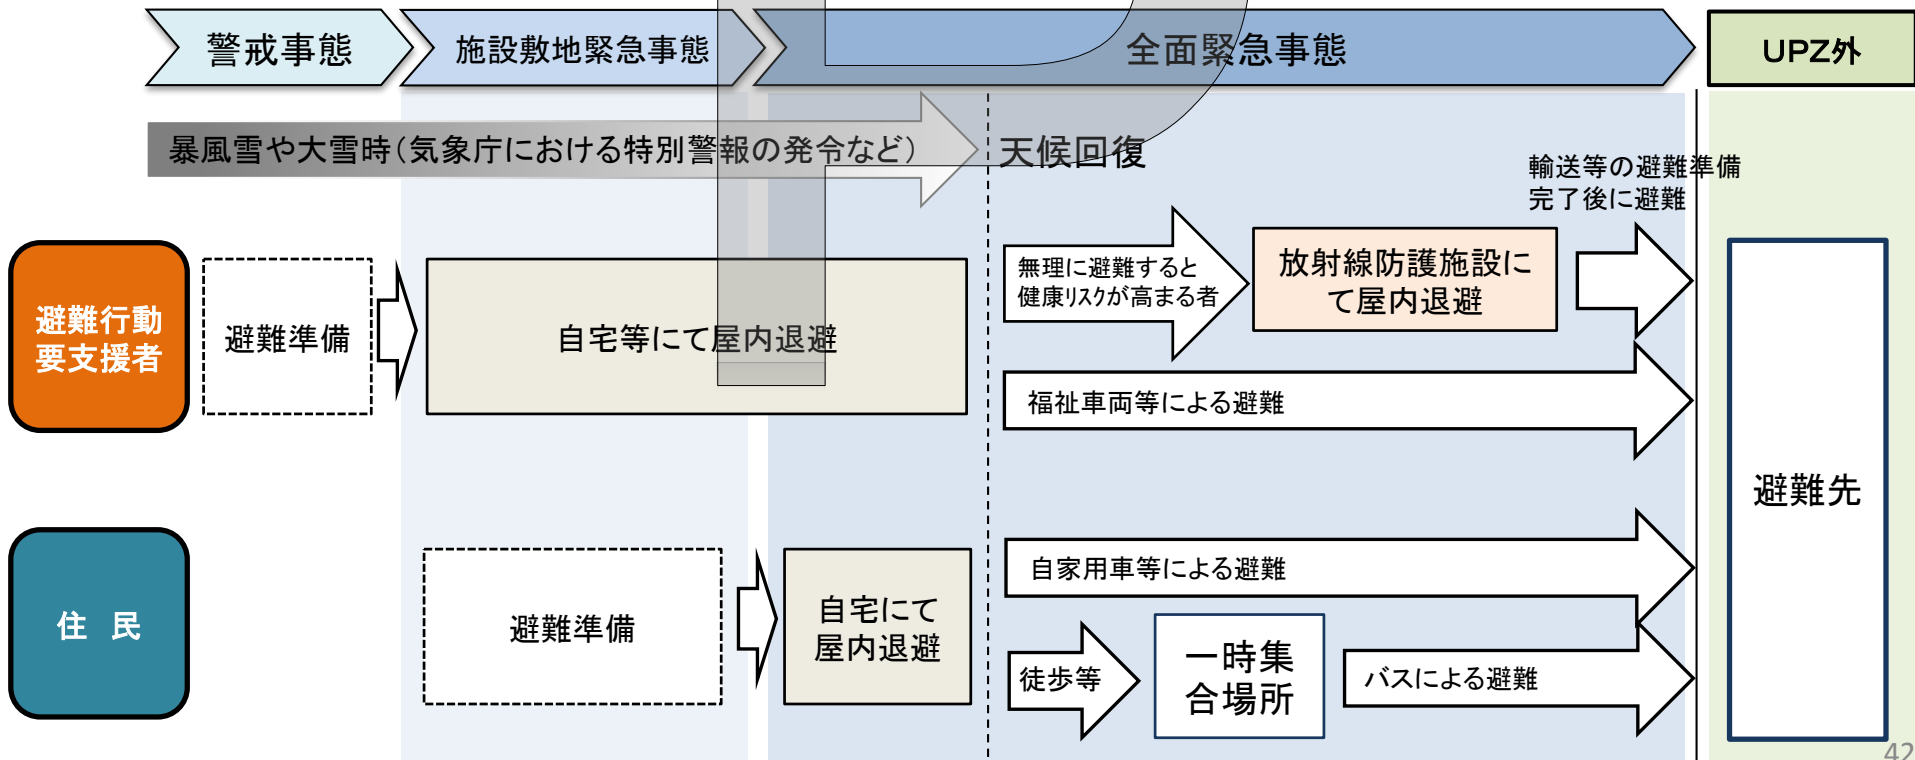 警戒事態
施設敷地緊急事態
全面緊急事態
UPZ外
暴風雪や大雪時（気象庁における特別警報の発令など）
天候回復
輸送等の避難準備
完了後に避難
避難行動
要支援者
避難準備
自宅等にて屋内退避
無理に避難すると
健康リスクが高まる者
放射線防護施設に
て屋内退避
福祉車両等による避難
避難先
住 民
避難準備
自宅にて
屋内退避
自家用車等による避難
徒歩等
一時集
合場所
バスによる避難
42